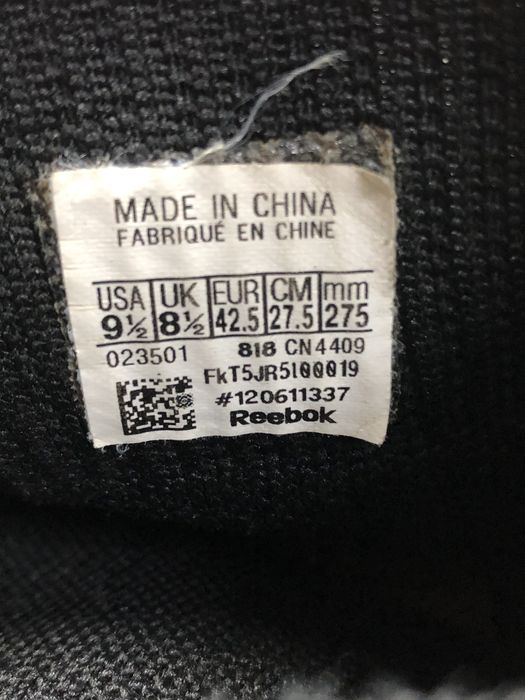 MADE IN CHINA
FABRIQUÉ EN CHINE
USA UK EUR CM mm
9½ 8½ 42.5 27.5 275
023501 818 CN4409
FkT5JR5100019
#120611337
Reebok